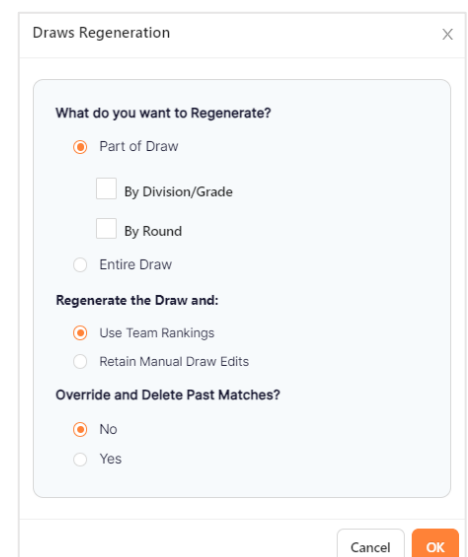 Draws Regeneration
What do you want to Regenerate?
Part of Draw
By Division/Grade
By Round
Entire Draw
Regenerate the Draw and:
Use Team Rankings
Retain Manual Draw Edits
Override and Delete Past Matches?
No
Yes
Cancel OK